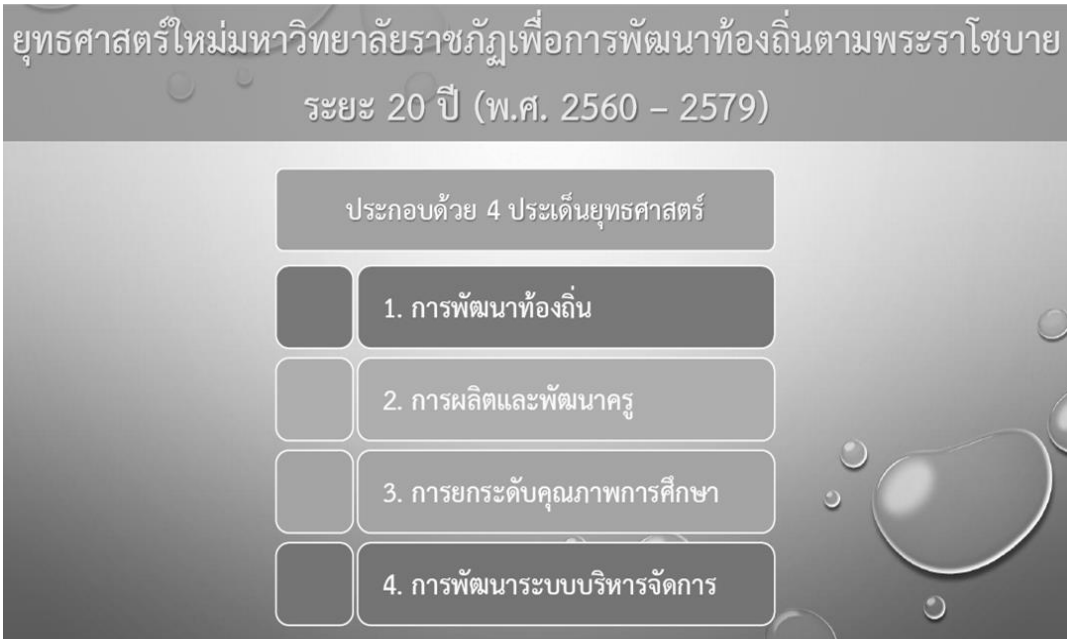 ยุทธศาสตร์ใหม่มหาวิทยาลัยราชภัฏเพื่อการพัฒนาท้องถิ่นตามพระราโชบาย
ระยะ 20 ปี (พ.ศ. 2560 – 2579)
ประกอบด้วย 4 ประเด็นยุทธศาสตร์
1. การพัฒนาท้องถิ่น
2. การผลิตและพัฒนาครู
3. การยกระดับคุณภาพการศึกษา
4. การพัฒนาระบบบริหารจัดการ